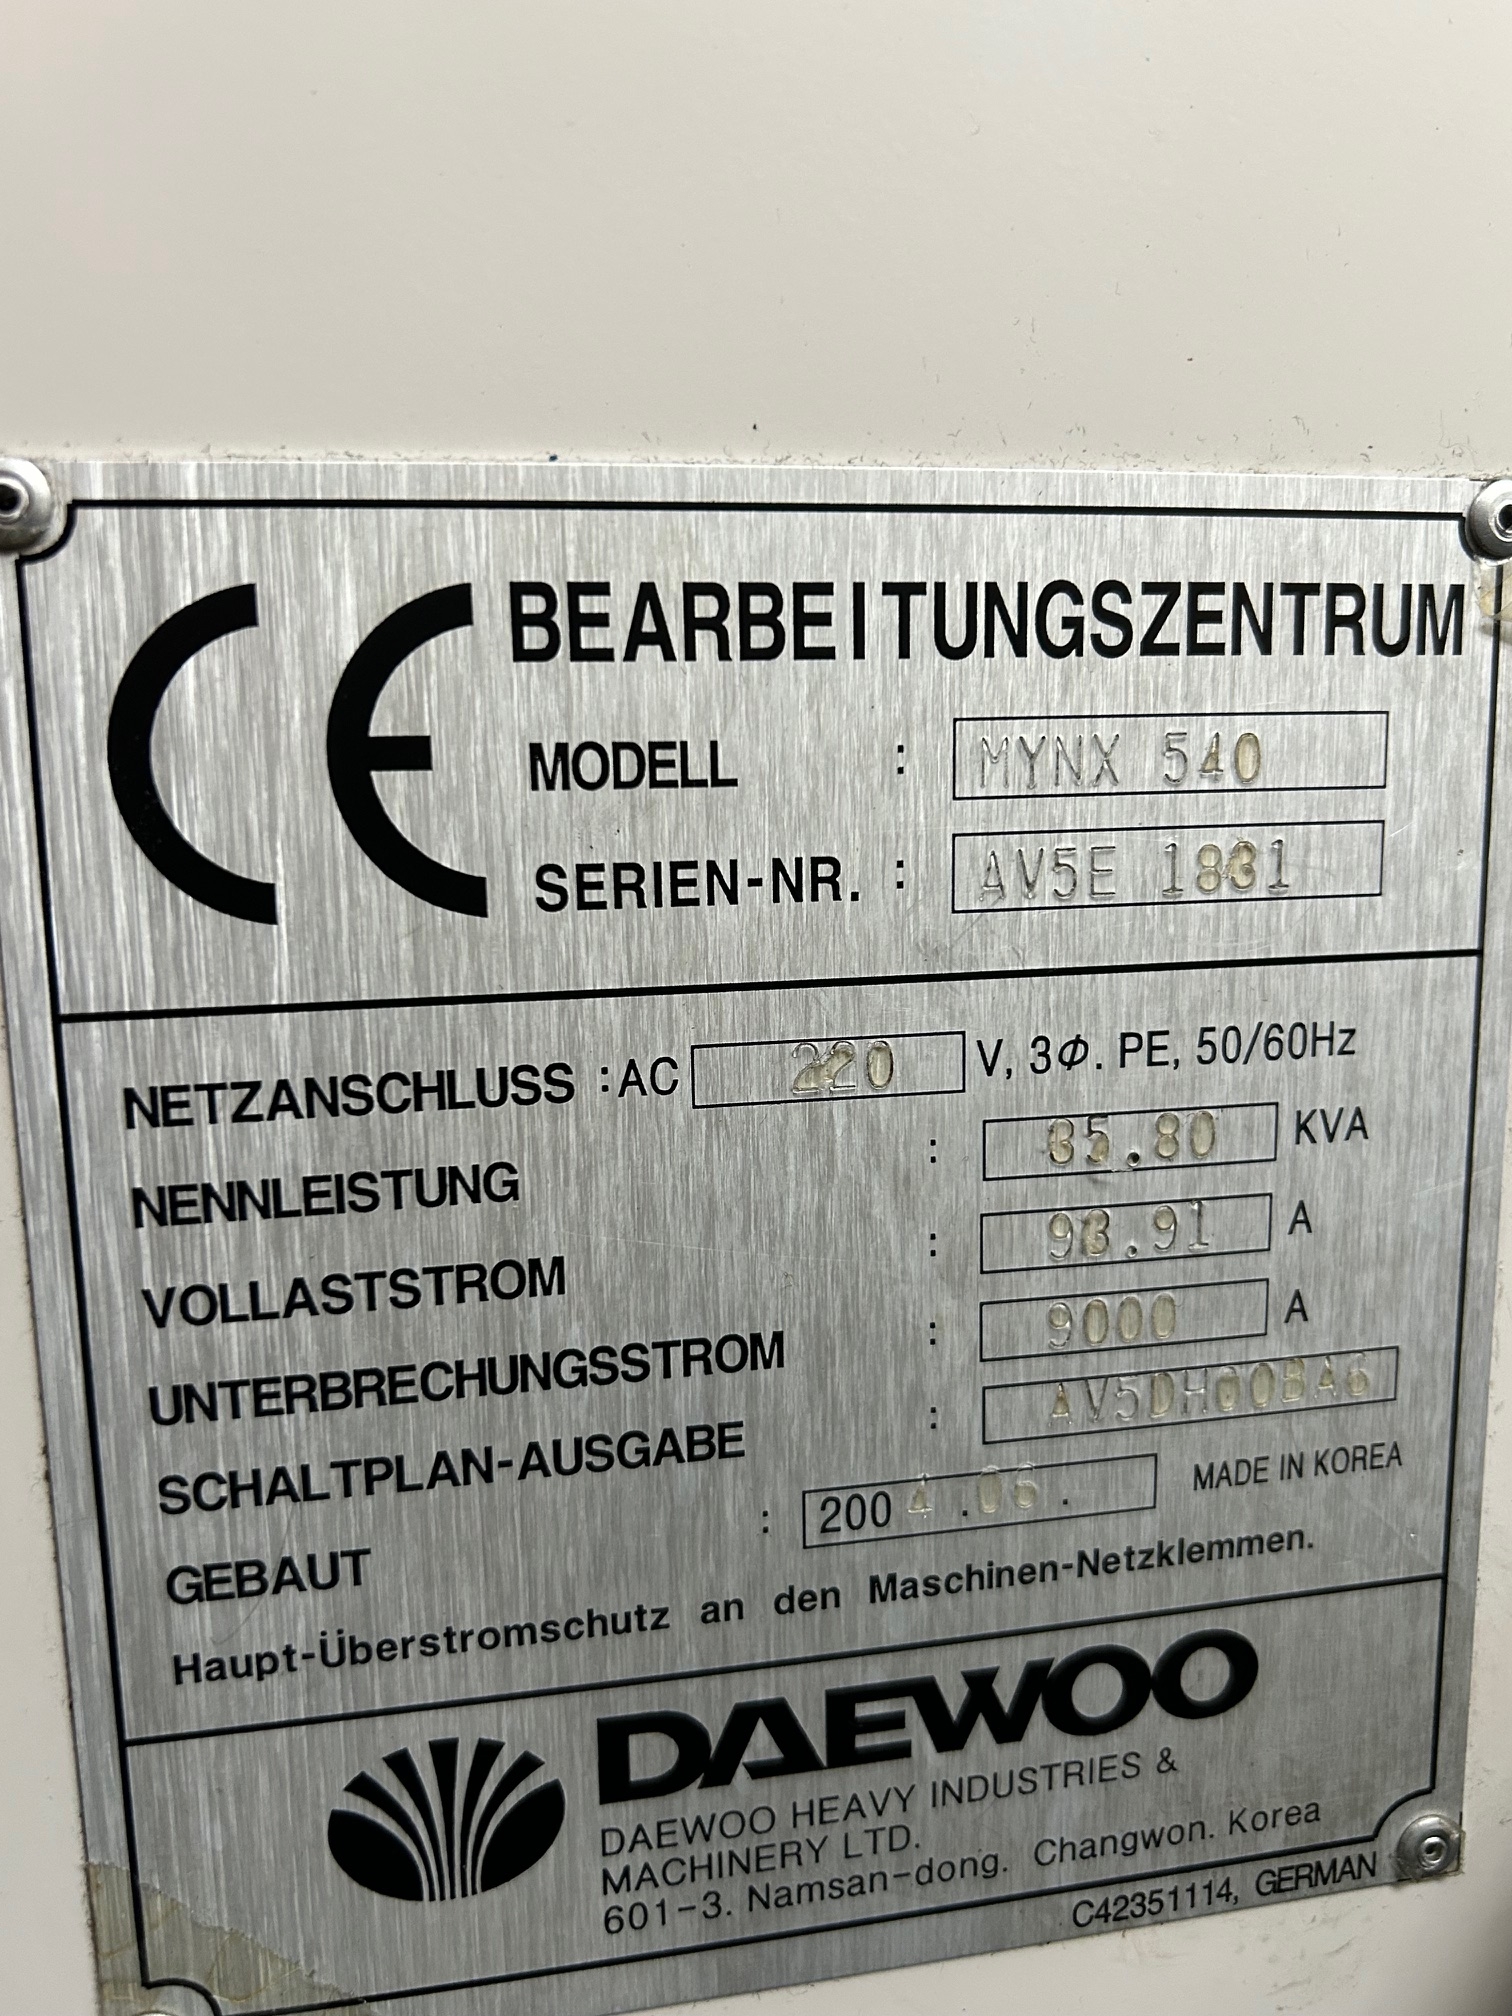 CE
BEARBEITUNGSZENTRUM
MODELL : MYNX 540
SERIEN-NR. : AV5E 1831
NETZANSCHLUSS :AC 220 V, 3Φ. PE, 50/60Hz
NENNLEISTUNG : 35.80 KVA
VOLLASTSTROM : 93.91 A
UNTERBRECHUNGSSTROM : 9000 A
SCHALTPLAN-AUSGABE : AV5DH00BA6
GEBAUT : 2004.06. MADE IN KOREA
Haupt-Überstromschutz an den Maschinen-Netzklemmen.
DAEWOO
DAEWOO HEAVY INDUSTRIES &
MACHINERY LTD.
601-3. Namsan-dong. Changwon. Korea
C42351114, GERMAN